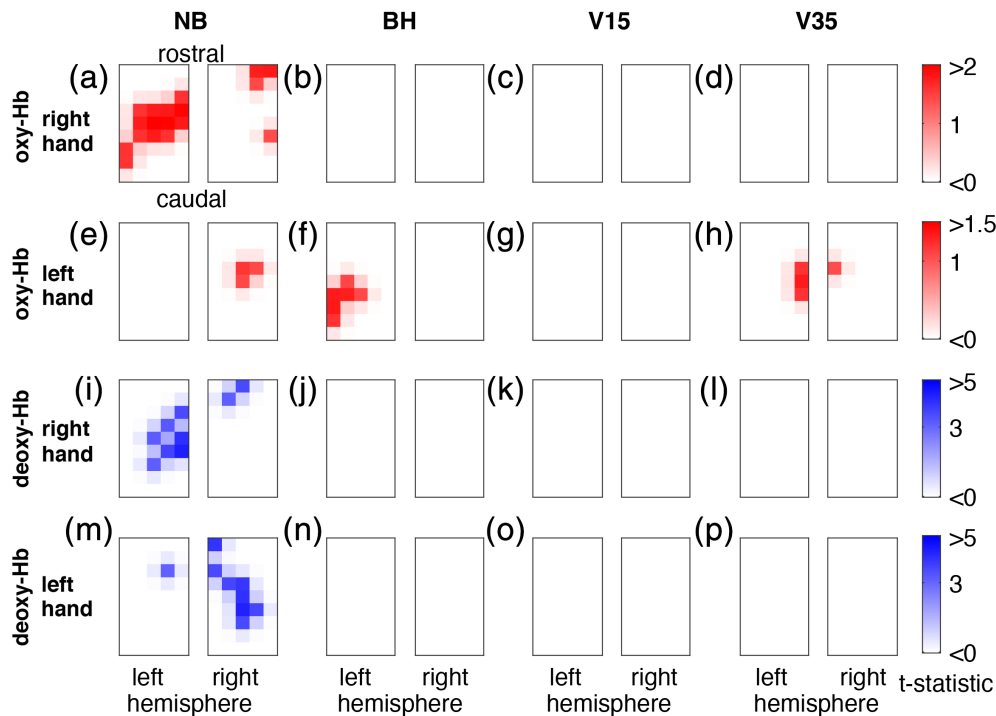 NB BH V15 V35
rostral
(a) (b) (c) (d) >2
oxy-Hb right hand 1
<0
caudal
(e) (f) (g) (h) >1.5
oxy-Hb left hand 1
<0
(i) (j) (k) (l) >5
deoxy-Hb right hand 3
<0
(m) (n) (o) (p) >5
deoxy-Hb left hand 3
<0
left right left right left right left right t-statistic
hemisphere hemisphere hemisphere hemisphere